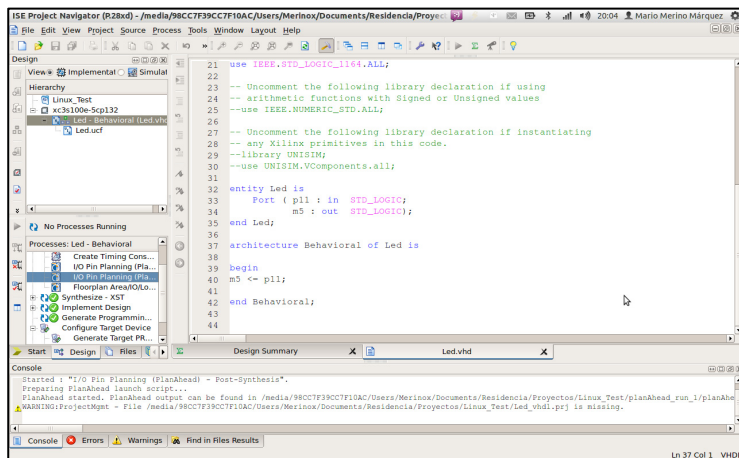 ISE Project Navigator (P.28xd) - /media/98CC7F39CC7F10AC/Users/Merinox/Documents/Residencia/Proyec
20:04 Mario Merino Márquez
File Edit View Project Source Process Tools Window Layout Help
Design
View: Implementati Simulat
Hierarchy
Linux_Test
xc3s100e-5cp132
Led - Behavioral (Led.vhd
Led.ucf
No Processes Running
Processes: Led - Behavioral
Create Timing Cons...
I/O Pin Planning (Pla...
I/O Pin Planning (Pla...
Floorplan Area/IO/Lo...
Synthesize - XST
Implement Design
Generate Programmin...
Configure Target Device
Generate Target PR...
Start Design Files
21 use IEEE.STD_LOGIC_1164.ALL;
22
23 -- Uncomment the following library declaration if using
24 -- arithmetic functions with Signed or Unsigned values
25 --use IEEE.NUMERIC_STD.ALL;
26
27 -- Uncomment the following library declaration if instantiating
28 -- any Xilinx primitives in this code.
29 --library UNISIM;
30 --use UNISIM.VComponents.all;
31
32 entity Led is
33 Port ( p11 : in STD_LOGIC;
34 m5 : out STD_LOGIC);
35 end Led;
36
37 architecture Behavioral of Led is
38
39 begin
40 m5 <= p11;
41
42 end Behavioral;
43
44
Design Summary
Led.vhd
Console
Started : "I/O Pin Planning (PlanAhead) - Post-Synthesis".
Preparing PlanAhead launch script...
PlanAhead started. PlanAhead output can be found in /media/98CC7F39CC7F10AC/Users/Merinox/Documents/Residencia/Proyectos/Linux_Test/planAhead_run_1/planAhe
WARNING:ProjectMgmt - File /media/98CC7F39CC7F10AC/Users/Merinox/Documents/Residencia/Proyectos/Linux_Test/Led_vhdl.prj is missing.
Console Errors Warnings Find in Files Results
Ln 37 Col 1 VHD